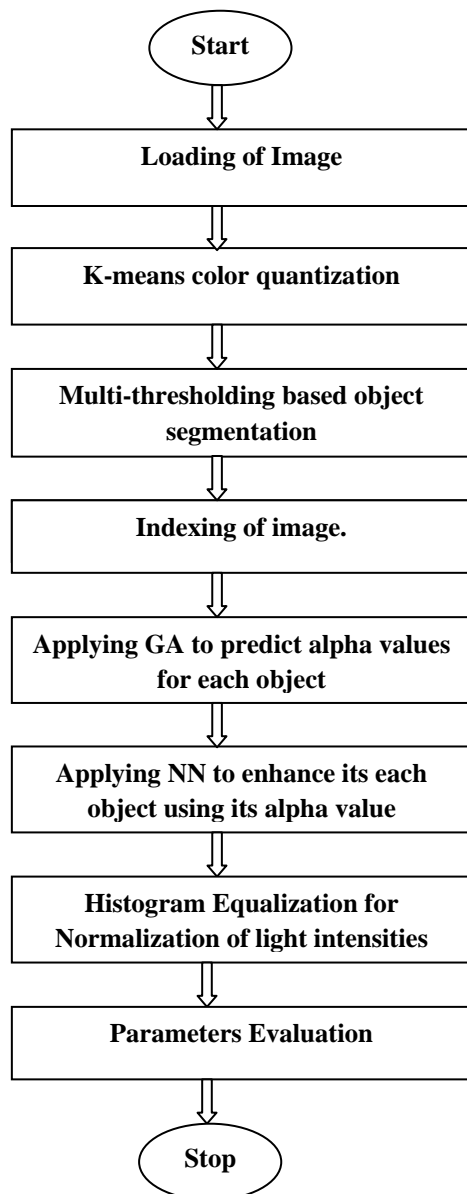 Start
Loading of Image
K-means color quantization
Multi-thresholding based object
segmentation
Indexing of image.
Applying GA to predict alpha values
for each object
Applying NN to enhance its each
object using its alpha value
Histogram Equalization for
Normalization of light intensities
Parameters Evaluation
Stop